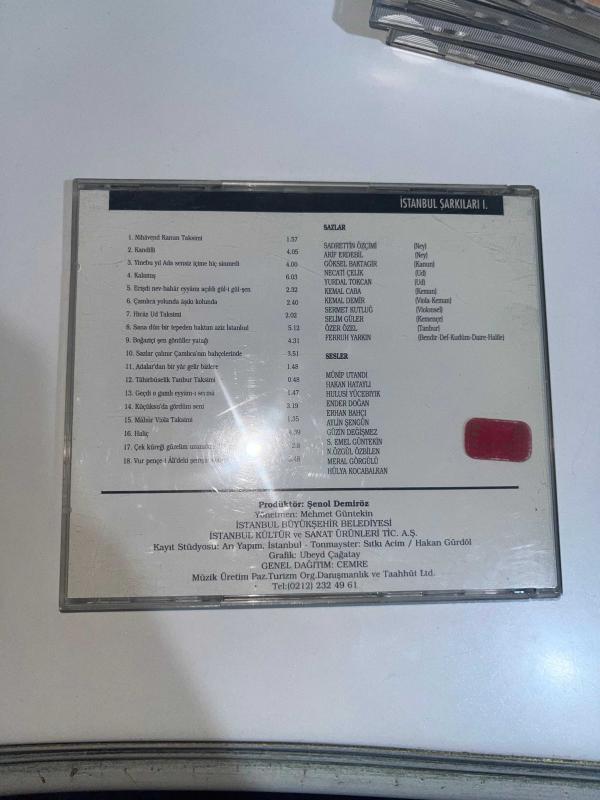 İSTANBUL ŞARKILARI I.
1. Nihâvend Kanun Taksimi 1.57
2. Kandilli 4.05
3. Yinebu yıl Ada sensiz içime hiç sinmedi 4.00
4. Kalamış 6.03
5. Erişdi nev-bahâr eyyâmı açıldı gül-i gül-şen 2.32
6. Çamlıca yolunda âşıkı kolunda 2.40
7. Hicâz Ud Taksimi 2.02
8. Sana dün bir tepeden baktım aziz İstanbul 5.12
9. Boğaziçi şen gönüller yatağı 4.31
10. Sazlar çalınır Çamlıca'nın bahçelerinde 3.51
11. Adalar'dan bir yâr gelir bizlere 1.48
12. Tâhirbûselik Tanbur Taksimi 0.48
13. Geçdi o gamlı eyyâm-ı sermâ 1.47
14. Küçüksu'da gördüm seni 3.19
15. Mâhûr Viola Taksimi 1.35
16. Haliç
17. Çek küreği güzelim
18. Vur pençe-i Âlî'deki
SAZLAR
SADRETTİN ÖZÇİMİ (Ney)
ARİF ERDEBİL (Ney)
GÖKSEL BAKTAGİR (Kanun)
NECATİ ÇELİK (Ud)
YURDAL TOKCAN (Ud)
KEMAL CABA (Keman)
KEMAL DEMİR (Viola-Keman)
SERMET KUTLUĞ (Violonsel)
SELİM GÜLER (Kemençe)
ÖZER ÖZEL (Tanbur)
FERRUH YARKIN (Bendir-Def-Kudüm-Daire-Halile)
SESLER
MÜNİP UTANDI
HAKAN HATAYLI
HULUSİ YÜCEBIYIK
ENDER DOĞAN
ERHAN BAHÇI
AYLİN ŞENGÜN
GÜZİN DEĞİŞMEZ
S. EMEL GÜNTEKİN
N.ÖZGÜL ÖZBİLEN
MERAL GÖRGÜLÜ
HÜLYA KOCABALKAN
Prodüktör: Şenol Demiröz
Yönetmen: Mehmet Güntekin
İSTANBUL BÜYÜKŞEHİR BELEDİYESİ
İSTANBUL KÜLTÜR ve SANAT ÜRÜNLERİ TİC. A.Ş.
Kayıt Stüdyosu: Arı Yapım, İstanbul - Tonmayster: Sıtkı Acim / Hakan Gürdöl
Grafik: Ubeyd Çağatay
GENEL DAĞITIM: CEMRE
Müzik Üretim Paz.Turizm Org.Danışmanlık ve Taahhüt Ltd.
Tel:(0212) 232 49 61